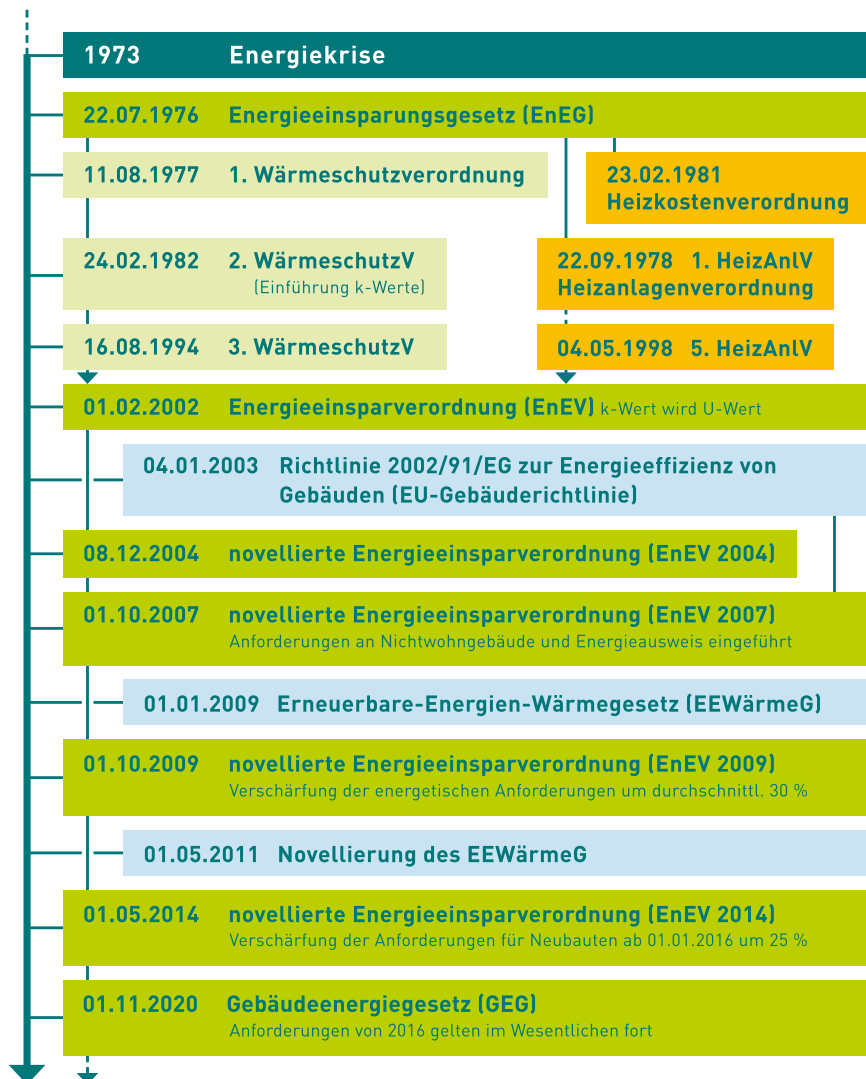 1973 Energiekrise
22.07.1976 Energieeinsparungsgesetz (EnEG)
11.08.1977 1. Wärmeschutzverordnung
23.02.1981
Heizkostenverordnung
24.02.1982 2. WärmeschutzV
(Einführung k-Werte)
22.09.1978 1. HeizAnlV
Heizanlagenverordnung
16.08.1994 3. WärmeschutzV
04.05.1998 5. HeizAnlV
01.02.2002 Energieeinsparverordnung (EnEV) k-Wert wird U-Wert
04.01.2003 Richtlinie 2002/91/EG zur Energieeffizienz von
Gebäuden (EU-Gebäuderichtlinie)
08.12.2004 novellierte Energieeinsparverordnung (EnEV 2004)
01.10.2007 novellierte Energieeinsparverordnung (EnEV 2007)
Anforderungen an Nichtwohngebäude und Energieausweis eingeführt
01.01.2009 Erneuerbare-Energien-Wärmegesetz (EEWärmeG)
01.10.2009 novellierte Energieeinsparverordnung (EnEV 2009)
Verschärfung der energetischen Anforderungen um durchschnittl. 30 %
01.05.2011 Novellierung des EEWärmeG
01.05.2014 novellierte Energieeinsparverordnung (EnEV 2014)
Verschärfung der Anforderungen für Neubauten ab 01.01.2016 um 25 %
01.11.2020 Gebäudeenergiegesetz (GEG)
Anforderungen von 2016 gelten im Wesentlichen fort